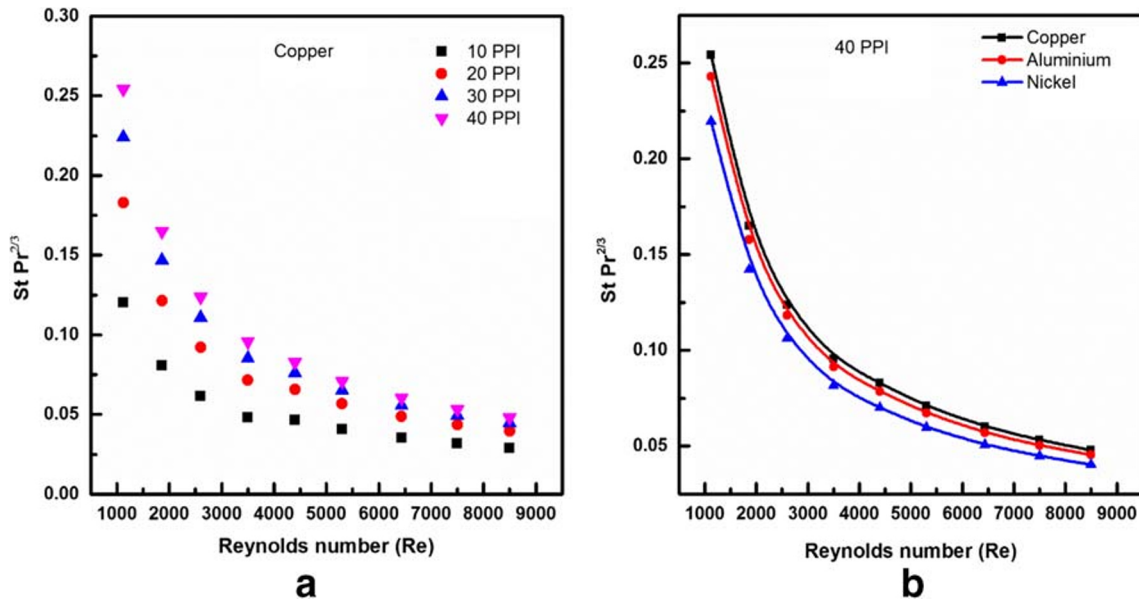 0.30
0.25
0.20
0.15
0.10
0.05
0.00
St Pr2/3
Copper
10 PPI
20 PPI
30 PPI
40 PPI
1000 2000 3000 4000 5000 6000 7000 8000 9000
Reynolds number (Re)
a
0.25
0.20
0.15
0.10
0.05
St Pr2/3
40 PPI
Copper
Aluminium
Nickel
1000 2000 3000 4000 5000 6000 7000 8000 9000
Reynolds number (Re)
b